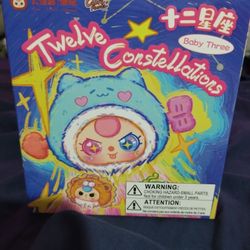 十二星座
Baby Three
Twelve
Constellations
WARNING:
CHOKING HAZARD-SMALL PARTS
Not for children under 3 years.
ATTENTION: